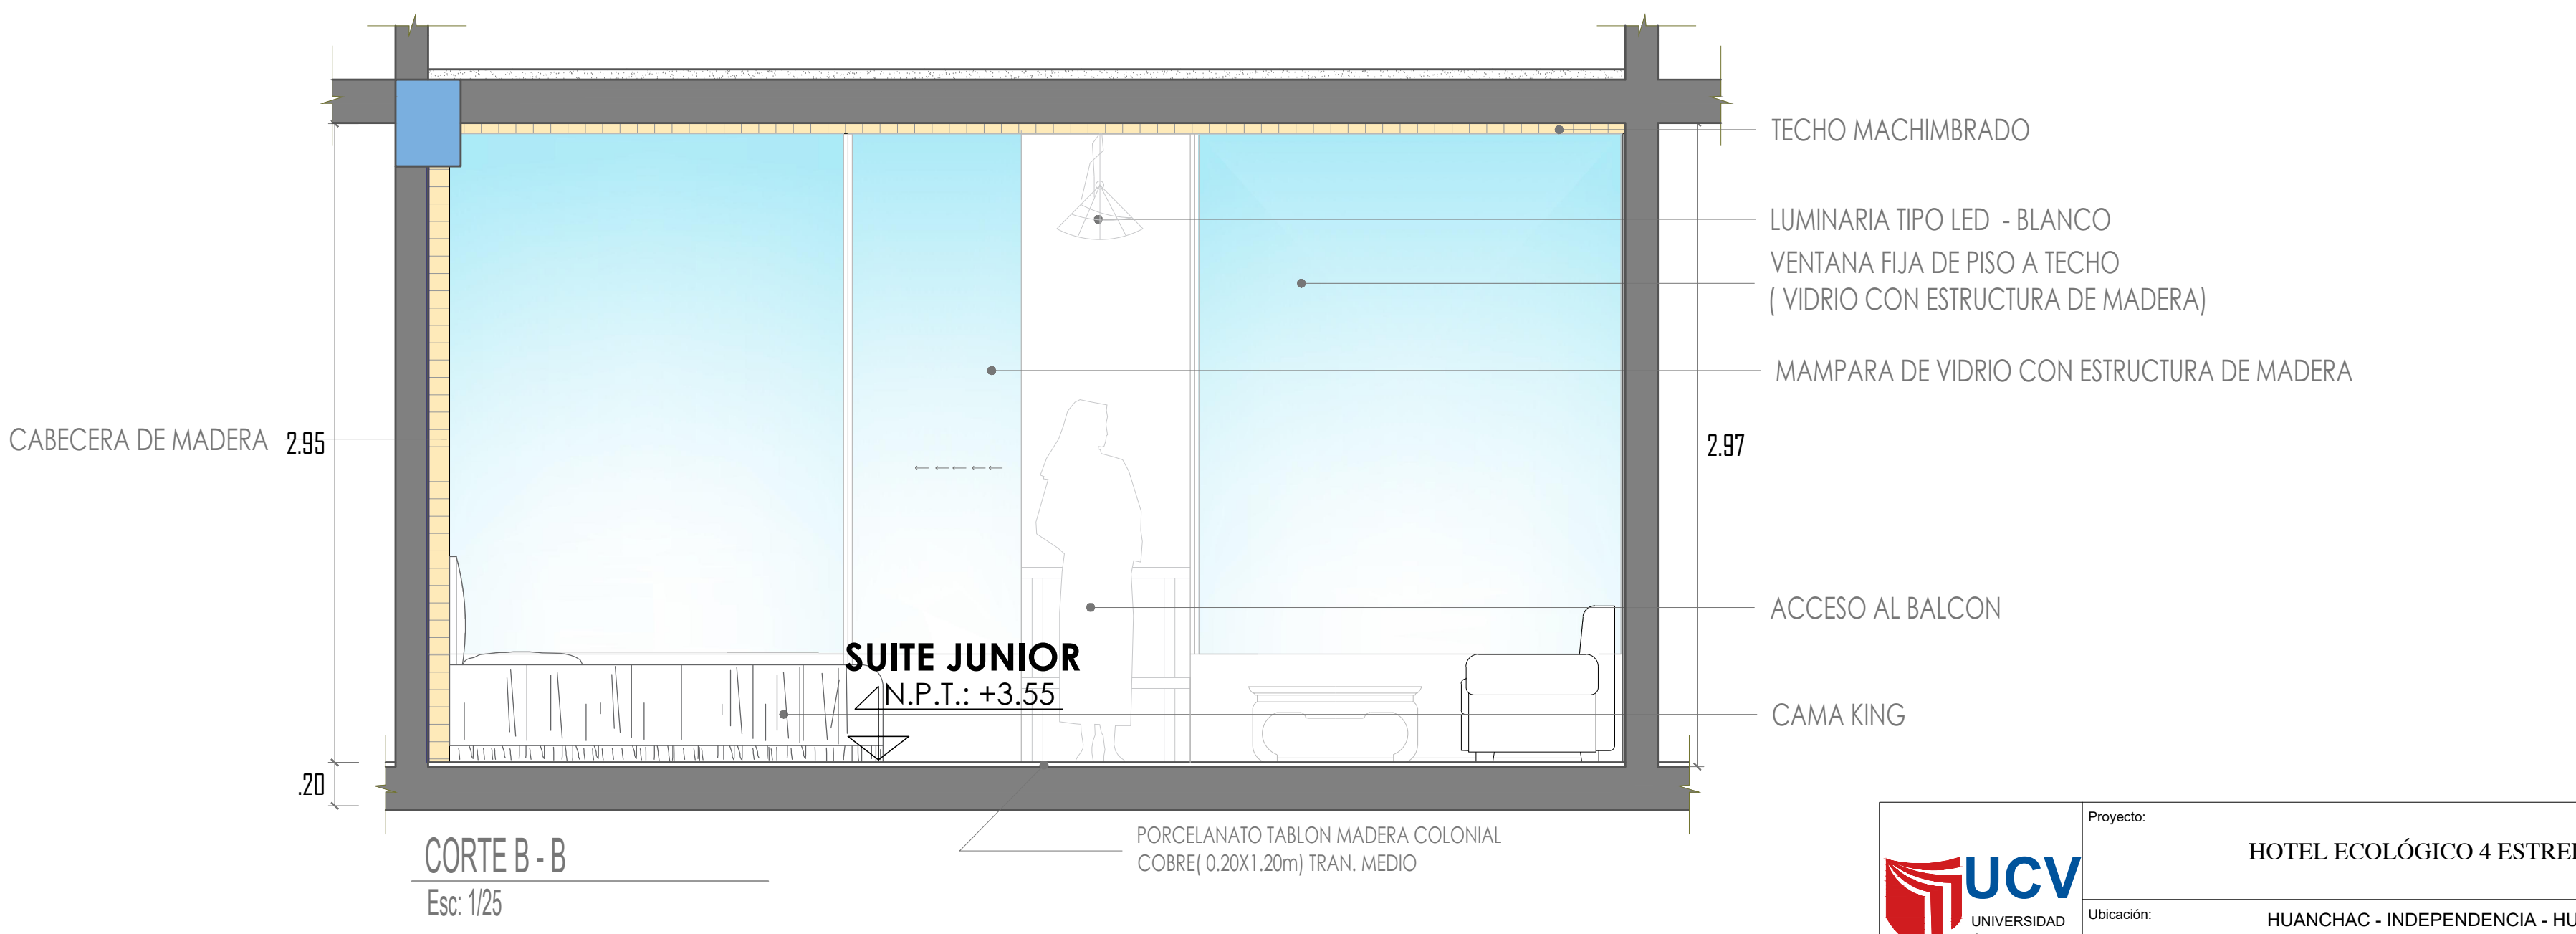 TECHO MACHIMBRADO
LUMINARIA TIPO LED - BLANCO
VENTANA FIJA DE PISO A TECHO
( VIDRIO CON ESTRUCTURA DE MADERA)
MAMPARA DE VIDRIO CON ESTRUCTURA DE MADERA
CABECERA DE MADERA
2.95
2.97
ACCESO AL BALCON
SUITE JUNIOR
N.P.T.: +3.55
CAMA KING
.20
PORCELANATO TABLON MADERA COLONIAL
COBRE( 0.20X1.20m) TRAN. MEDIO
CORTE B - B
Esc: 1/25
UCV
UNIVERSIDAD
Proyecto:
HOTEL ECOLÓGICO 4
Ubicación:
HUANCHAC - INDEPENDENCIA -